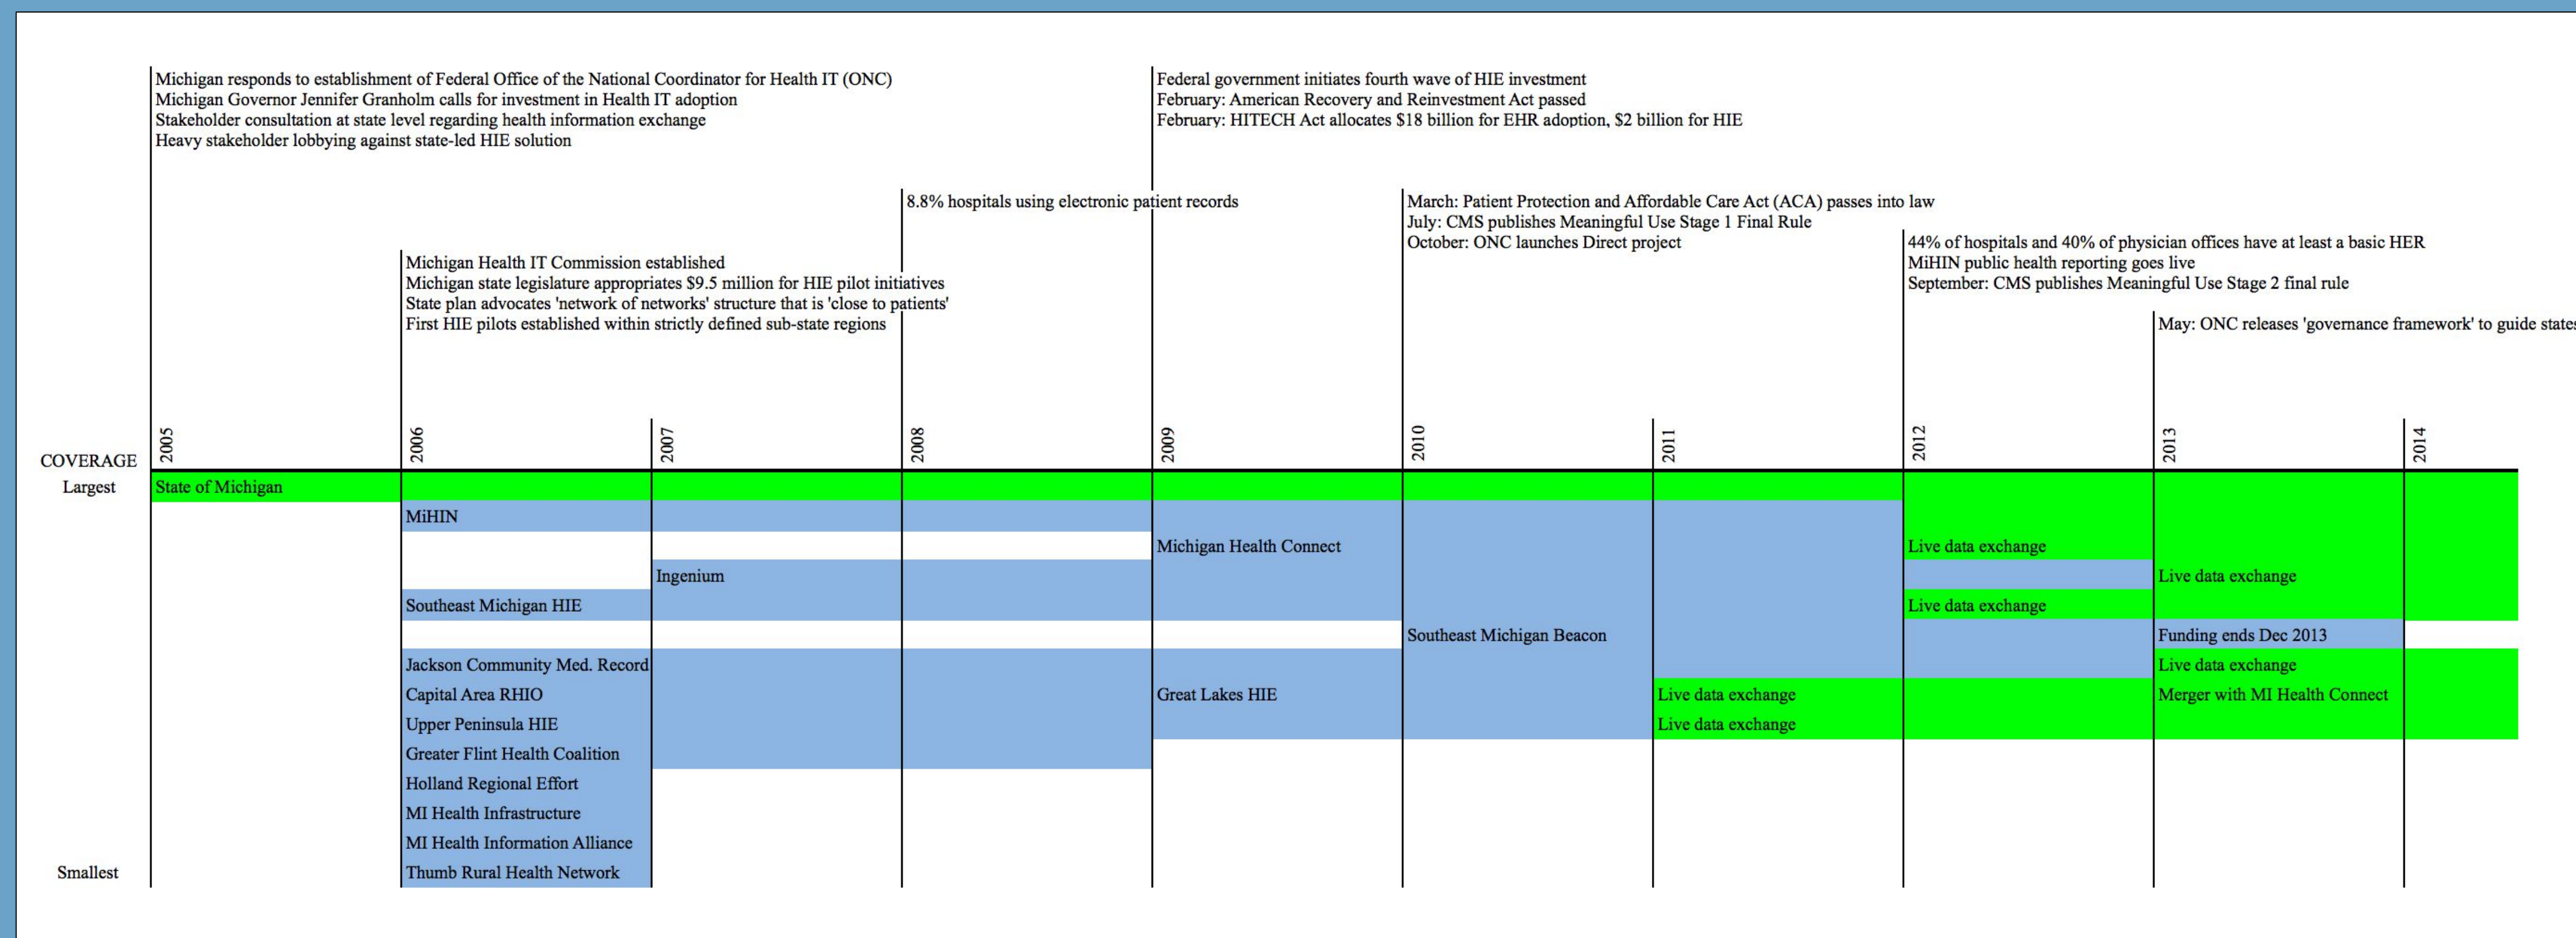 Michigan responds to establishment of Federal Office of the National Coordinator for Health IT (ONC)
Michigan Governor Jennifer Granholm calls for investment in Health IT adoption
Stakeholder consultation at state level regarding health information exchange
Heavy stakeholder lobbying against state-led HIE solution
Federal government initiates fourth wave of HIE investment
February: American Recovery and Reinvestment Act passed
February: HITECH Act allocates $18 billion for EHR adoption, $2 billion for HIE
8.8% hospitals using electronic patient records
March: Patient Protection and Affordable Care Act (ACA) passes into law
July: CMS publishes Meaningful Use Stage 1 Final Rule
October: ONC launches Direct project
Michigan Health IT Commission established
Michigan state legislature appropriates $9.5 million for HIE pilot initiatives
State plan advocates 'network of networks' structure that is 'close to patients'
First HIE pilots established within strictly defined sub-state regions
44% of hospitals and 40% of physician offices have at least a basic HER
MiHIN public health reporting goes live
September: CMS publishes Meaningful Use Stage 2 final rule
May: ONC releases 'governance framework' to guide states
COVERAGE
2005
2006
2007
2008
2009
2010
2011
2012
2013
2014
Largest
State of Michigan
MiHIN
Michigan Health Connect
Live data exchange
Ingenium
Live data exchange
Southeast Michigan HIE
Live data exchange
Southeast Michigan Beacon
Funding ends Dec 2013
Jackson Community Med. Record
Live data exchange
Capital Area RHIO
Great Lakes HIE
Live data exchange
Merger with MI Health Connect
Upper Peninsula HIE
Live data exchange
Greater Flint Health Coalition
Holland Regional Effort
MI Health Infrastructure
MI Health Information Alliance
Smallest
Thumb Rural Health Network